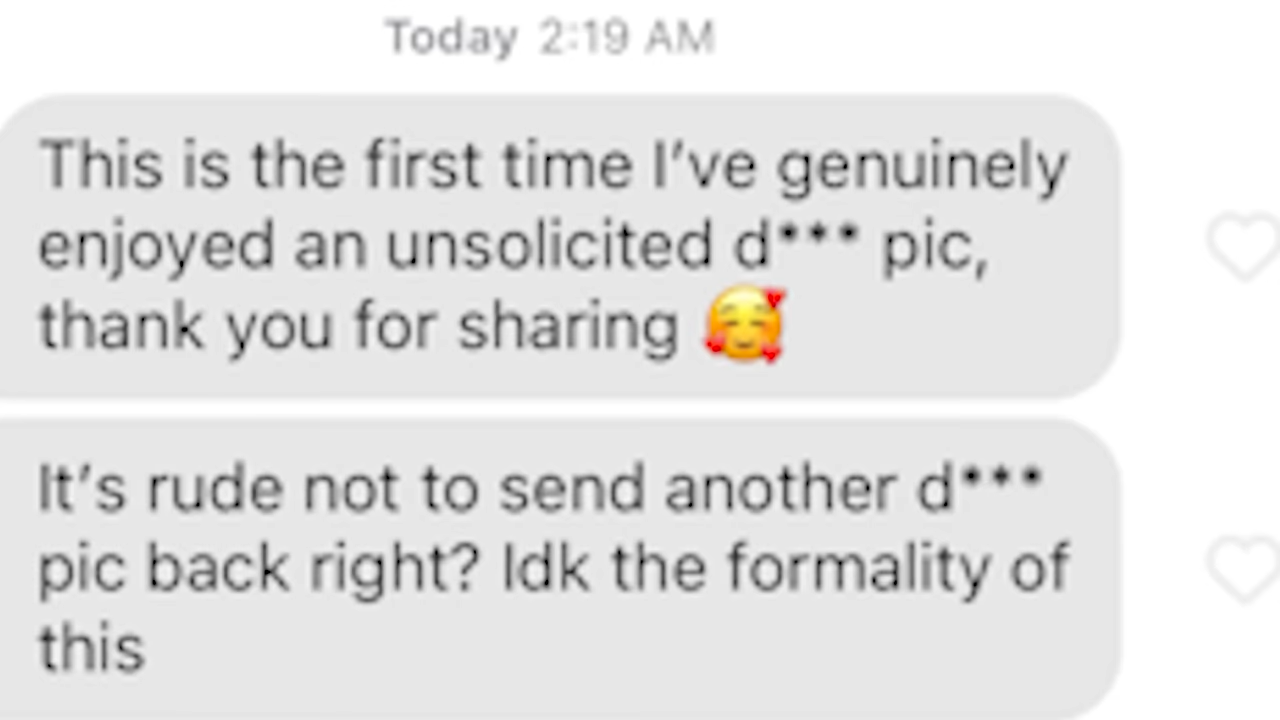 Today 2:19 AM
This is the first time I've genuinely
enjoyed an unsolicited d*** pic,
thank you for sharing 🥰
It's rude not to send another d***
pic back right? Idk the formality of
this